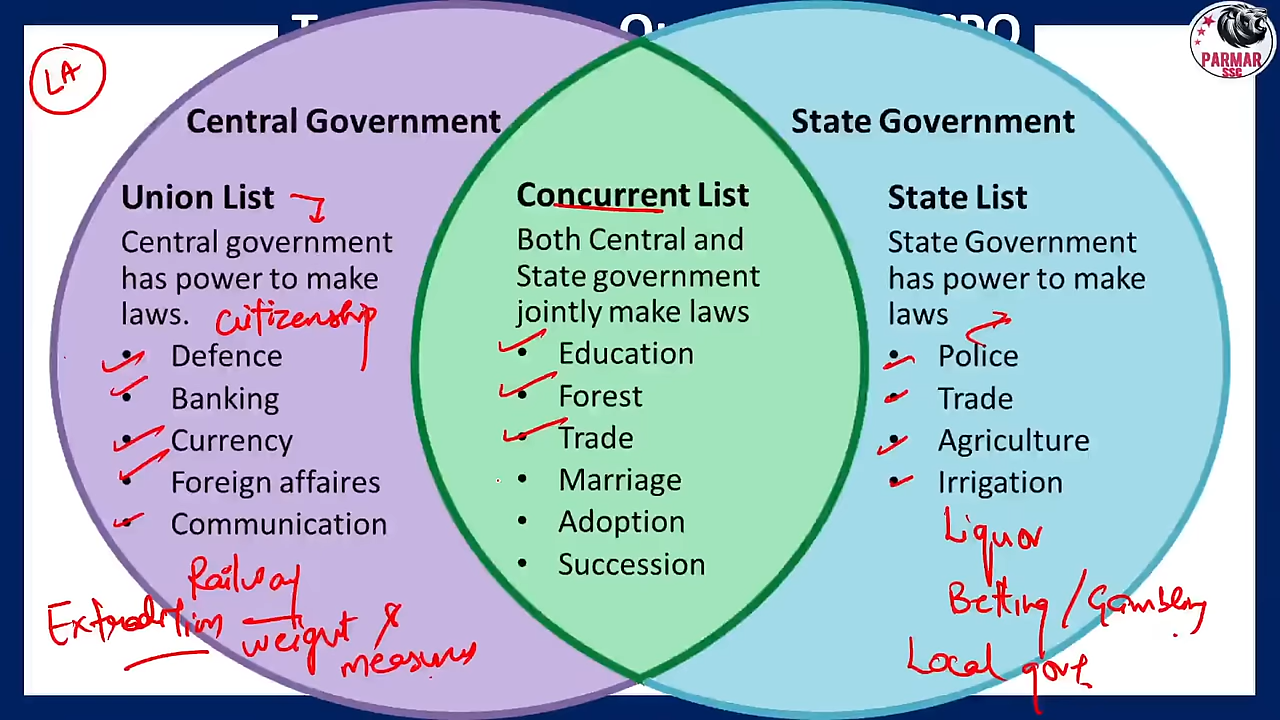 LA
PARMAR
SSC
Central Government
Union List
Central government
has power to make
laws. citizenship
• Defence
• Banking
• Currency
• Foreign affaires
• Communication
Railway
Extradition
weight &
measures
Concurrent List
Both Central and
State government
jointly make laws
• Education
• Forest
• Trade
• Marriage
• Adoption
• Succession
State Government
State List
State Government
has power to make
laws
• Police
• Trade
• Agriculture
• Irrigation
Liquor
Betting / Gambling
Local govt